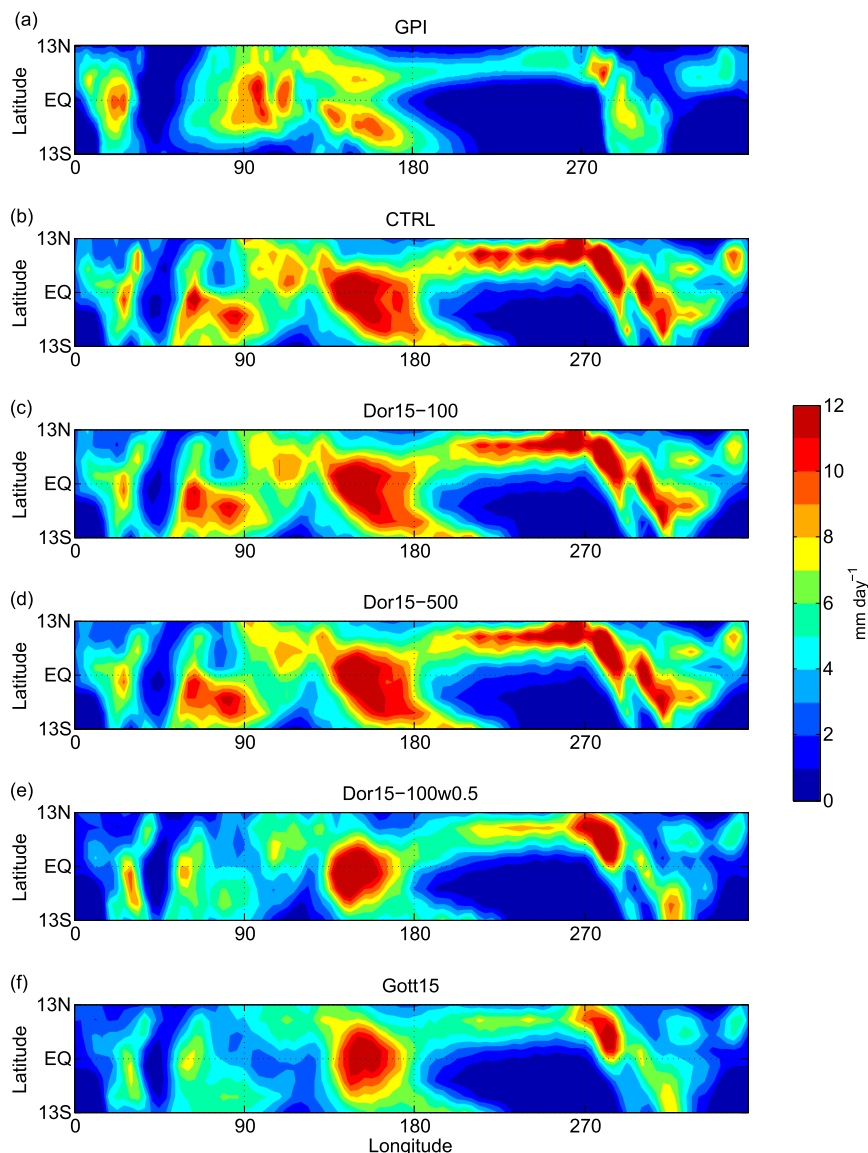 (a)
GPI
13N
EQ
13S
Latitude
0 90 180 270
(b)
CTRL
13N
EQ
13S
Latitude
0 90 180 270
(c)
Dor15−100
13N
EQ
13S
Latitude
0 90 180 270
(d)
Dor15−500
13N
EQ
13S
Latitude
0 90 180 270
(e)
Dor15−100w0.5
13N
EQ
13S
Latitude
0 90 180 270
(f)
Gott15
13N
EQ
13S
Latitude
0 90 180 270
Longitude
12
10
8
6
4
2
0
mm day⁻¹